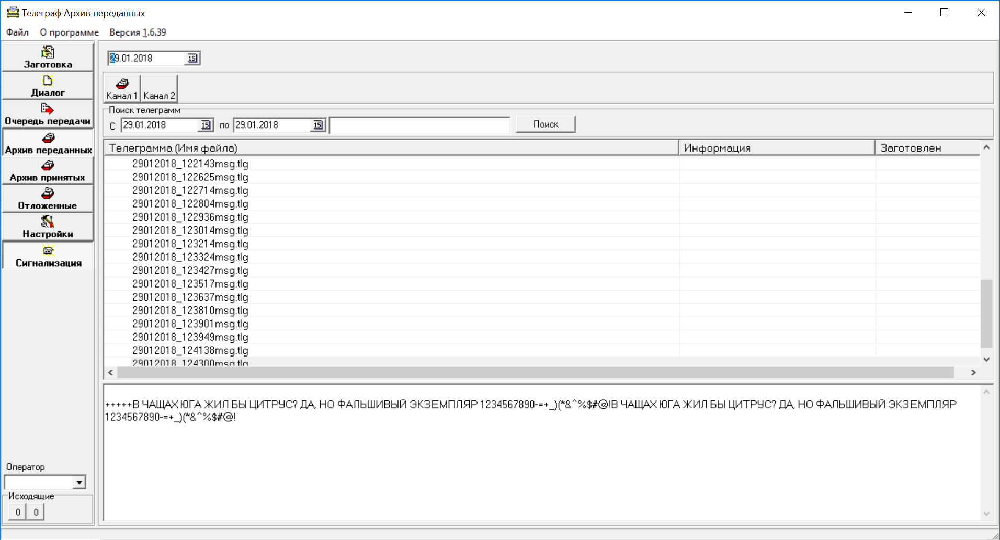 Телеграф Архив переданных
Файл О программе Версия 1.6.39
Заготовка
Диалог
Очередь передачи
Архив переданных
Архив принятых
Отложенные
Настройки
Сигнализация
Оператор
Исходящие
0 0
29.01.2018 15
Канал 1 Канал 2
Поиск телеграмм
С 29.01.2018 15 по 29.01.2018 15 Поиск
Телеграмма (Имя файла) Информация Заготовлен
29012018_122143msg.tlg
29012018_122625msg.tlg
29012018_122714msg.tlg
29012018_122804msg.tlg
29012018_122936msg.tlg
29012018_123014msg.tlg
29012018_123214msg.tlg
29012018_123324msg.tlg
29012018_123427msg.tlg
29012018_123517msg.tlg
29012018_123637msg.tlg
29012018_123810msg.tlg
29012018_123901msg.tlg
29012018_123949msg.tlg
29012018_124138msg.tlg
29012018_124300msg.tlg
+++++В ЧАЩАХ ЮГА ЖИЛ БЫ ЦИТРУС? ДА, НО ФАЛЬШИВЫЙ ЭКЗЕМПЛЯР 1234567890-=+_)(*&^%$#@!В ЧАЩАХ ЮГА ЖИЛ БЫ ЦИТРУС? ДА, НО ФАЛЬШИВЫЙ ЭКЗЕМПЛЯР
1234567890-=+_)(*&^%$#@!